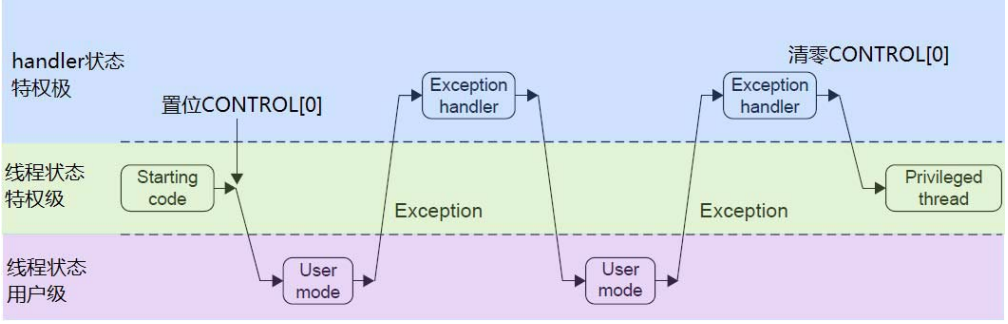 handler状态
特权极
置位CONTROL[0]
Exception
handler
清零CONTROL[0]
Exception
handler
线程状态
特权级
Starting
code
Exception
Exception
Privileged
thread
线程状态
用户级
User
mode
User
mode